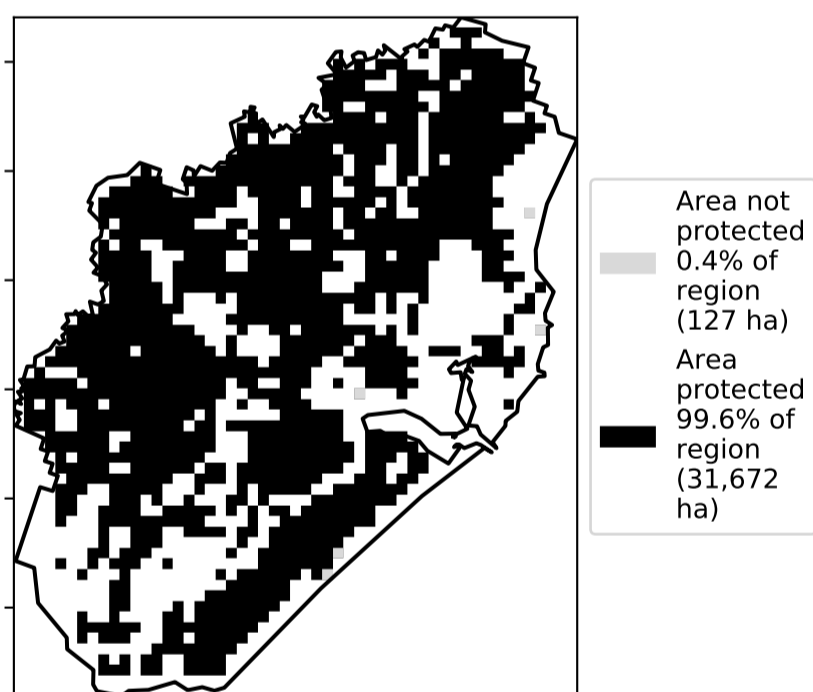 Area not
protected
0.4% of
region
(127 ha)
Area
protected
99.6% of
region
(31,672
ha)